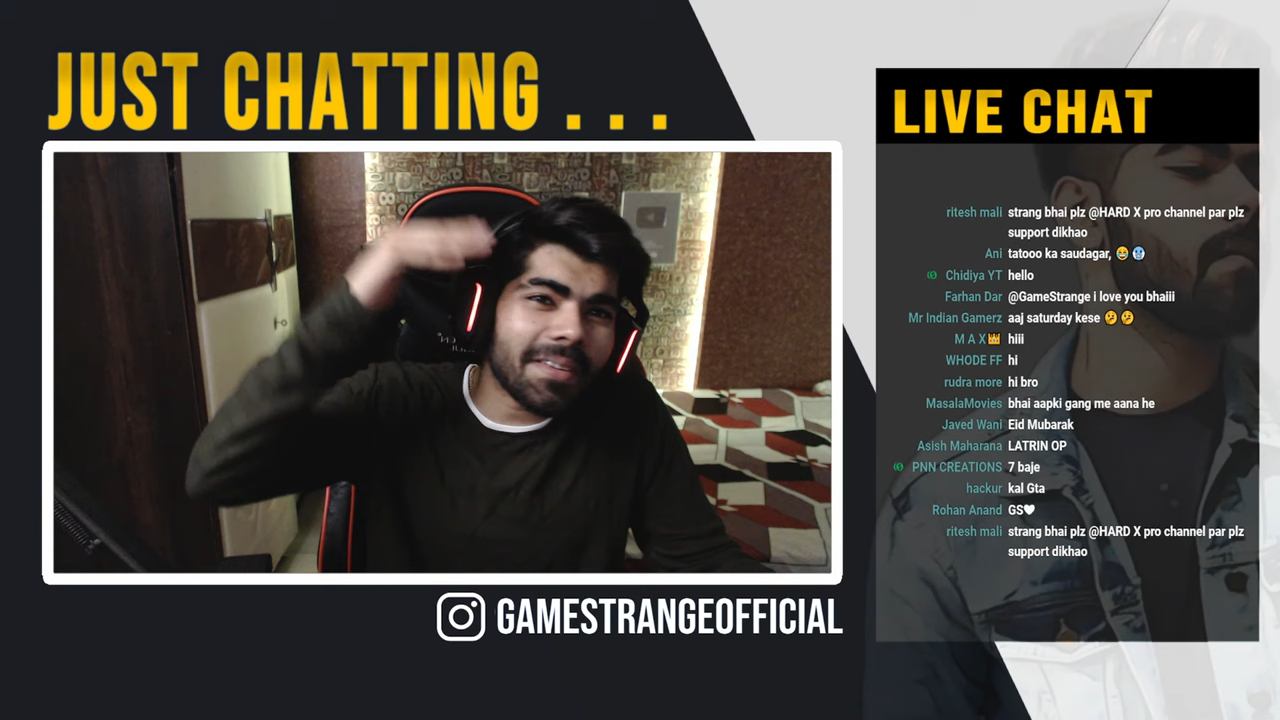 JUST CHATTING . . .
LIVE CHAT
ritesh mali strang bhai plz @HARD X pro channel par plz
support dikhao
Ani tatooo ka saudagar, 😂 🥶
Chidiya YT hello
Farhan Dar @GameStrange i love you bhaiii
Mr Indian Gamerz aaj saturday kese 🤔 🤔
M A X👑 hiii
WHODE FF hi
rudra more hi bro
MasalaMovies bhai aapki gang me aana he
Javed Wani Eid Mubarak
Asish Maharana LATRIN OP
PNN CREATIONS 7 baje
hackur kal Gta
Rohan Anand GS🤍
ritesh mali strang bhai plz @HARD X pro channel par plz
support dikhao
GAMESTRANGEOFFICIAL